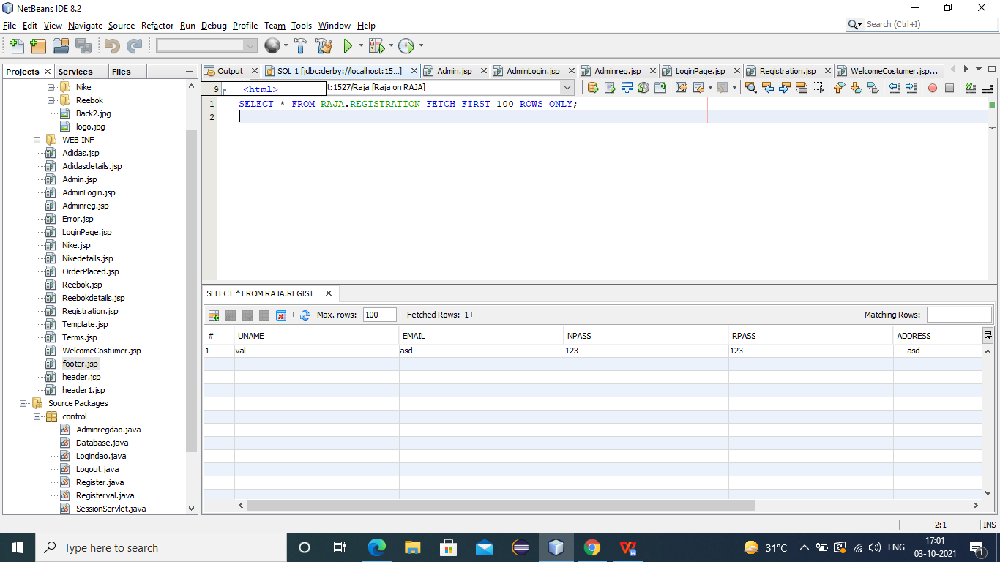 NetBeans IDE 8.2
File Edit View Navigate Source Refactor Run Debug Profile Team Tools Window Help
Search (Ctrl+I)
Projects Services Files
Output SQL 1 [jdbc:derby://localhost:15...] Admin.jsp AdminLogin.jsp Adminreg.jsp LoginPage.jsp Registration.jsp WelcomeCostumer.jsp...
9 <html> t:1527/Raja [Raja on RAJA]
1 SELECT * FROM RAJA.REGISTRATION FETCH FIRST 100 ROWS ONLY;
2
Nike
Reebok
Back2.jpg
logo.jpg
WEB-INF
Adidas.jsp
Adidasdetails.jsp
Admin.jsp
AdminLogin.jsp
Adminreg.jsp
Error.jsp
LoginPage.jsp
Nike.jsp
Nikedetails.jsp
OrderPlaced.jsp
Reebok.jsp
Reebokdetails.jsp
Registration.jsp
Template.jsp
Terms.jsp
WelcomeCostumer.jsp
footer.jsp
header.jsp
header1.jsp
Source Packages
control
Adminregdao.java
Database.java
Logindao.java
Logout.java
Register.java
Registerval.java
SessionServlet.java
SELECT * FROM RAJA.REGIST...
Max. rows: 100 Fetched Rows: 1 Matching Rows:
# UNAME EMAIL NPASS RPASS ADDRESS
1 val asd 123 123 asd
2:1 INS
Type here to search
31°C ENG 17:01
03-10-2021
1